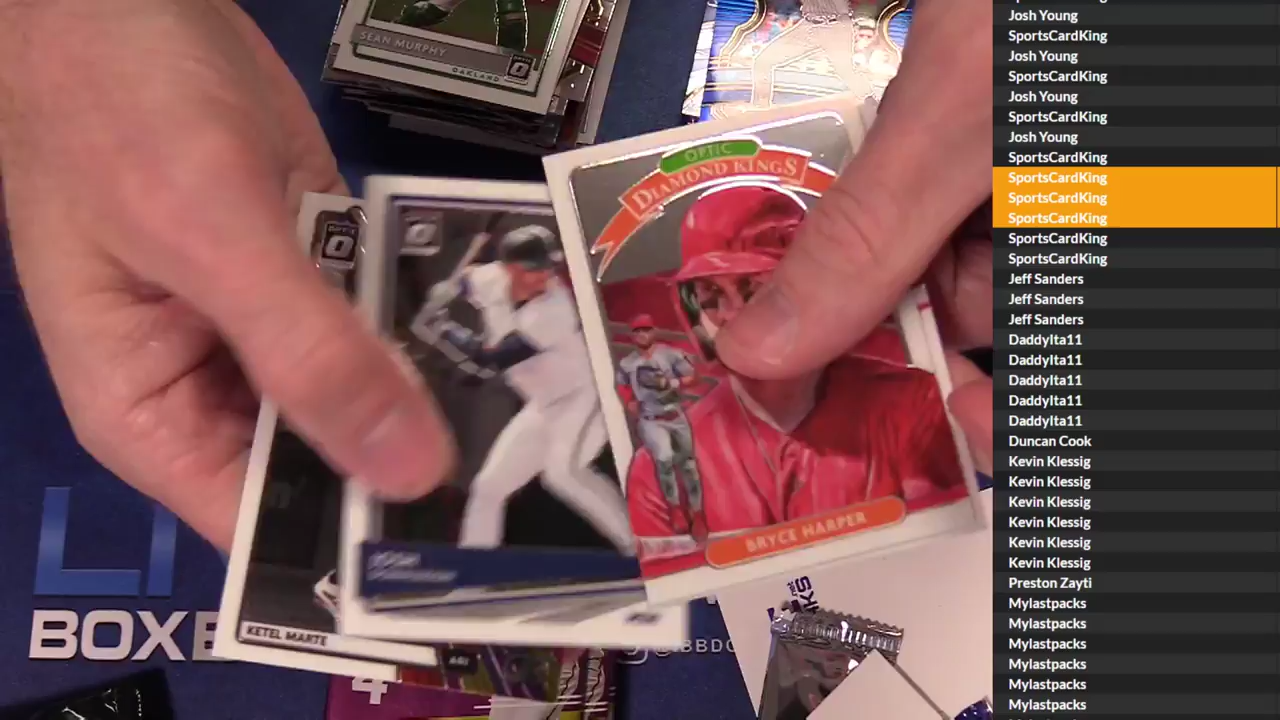 SEAN MURPHY
OAKLAND
OPTIC
DIAMOND KINGS
BRYCE HARPER
JOSH
KETEL MARTE
BOXE
4
Josh Young
SportsCardKing
Josh Young
SportsCardKing
Josh Young
SportsCardKing
Josh Young
SportsCardKing
SportsCardKing
SportsCardKing
SportsCardKing
SportsCardKing
SportsCardKing
Jeff Sanders
Jeff Sanders
Jeff Sanders
DaddyIta11
DaddyIta11
DaddyIta11
DaddyIta11
DaddyIta11
Duncan Cook
Kevin Klessig
Kevin Klessig
Kevin Klessig
Kevin Klessig
Kevin Klessig
Kevin Klessig
Preston Zayti
Mylastpacks
Mylastpacks
Mylastpacks
Mylastpacks
Mylastpacks
Mylastpacks